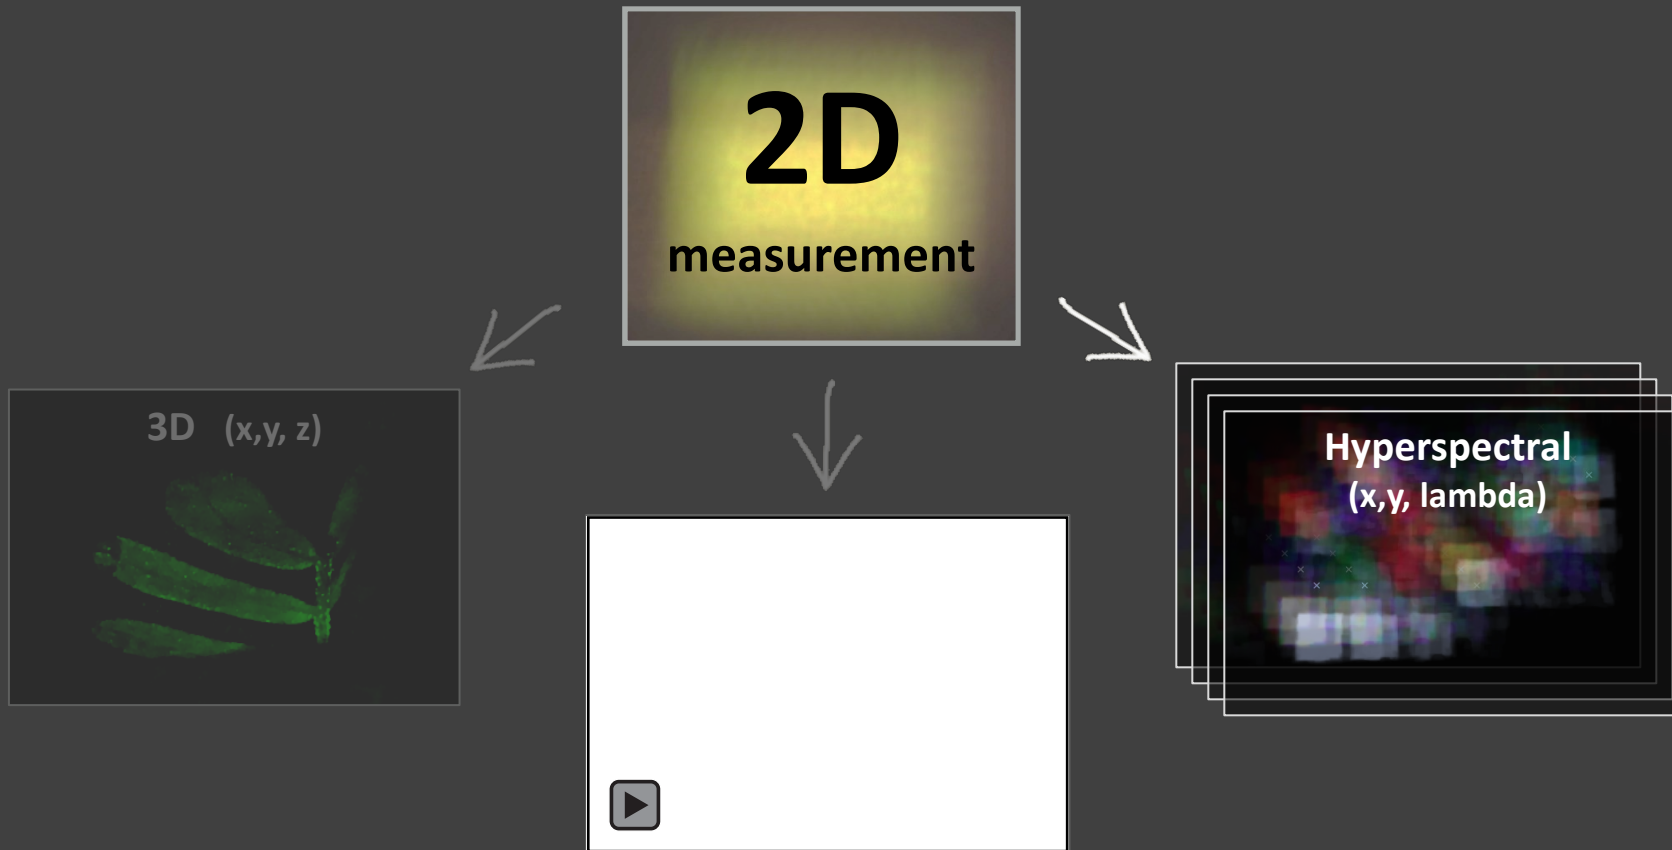 2D
measurement
3D (x,y, z)
Hyperspectral
(x,y, lambda)